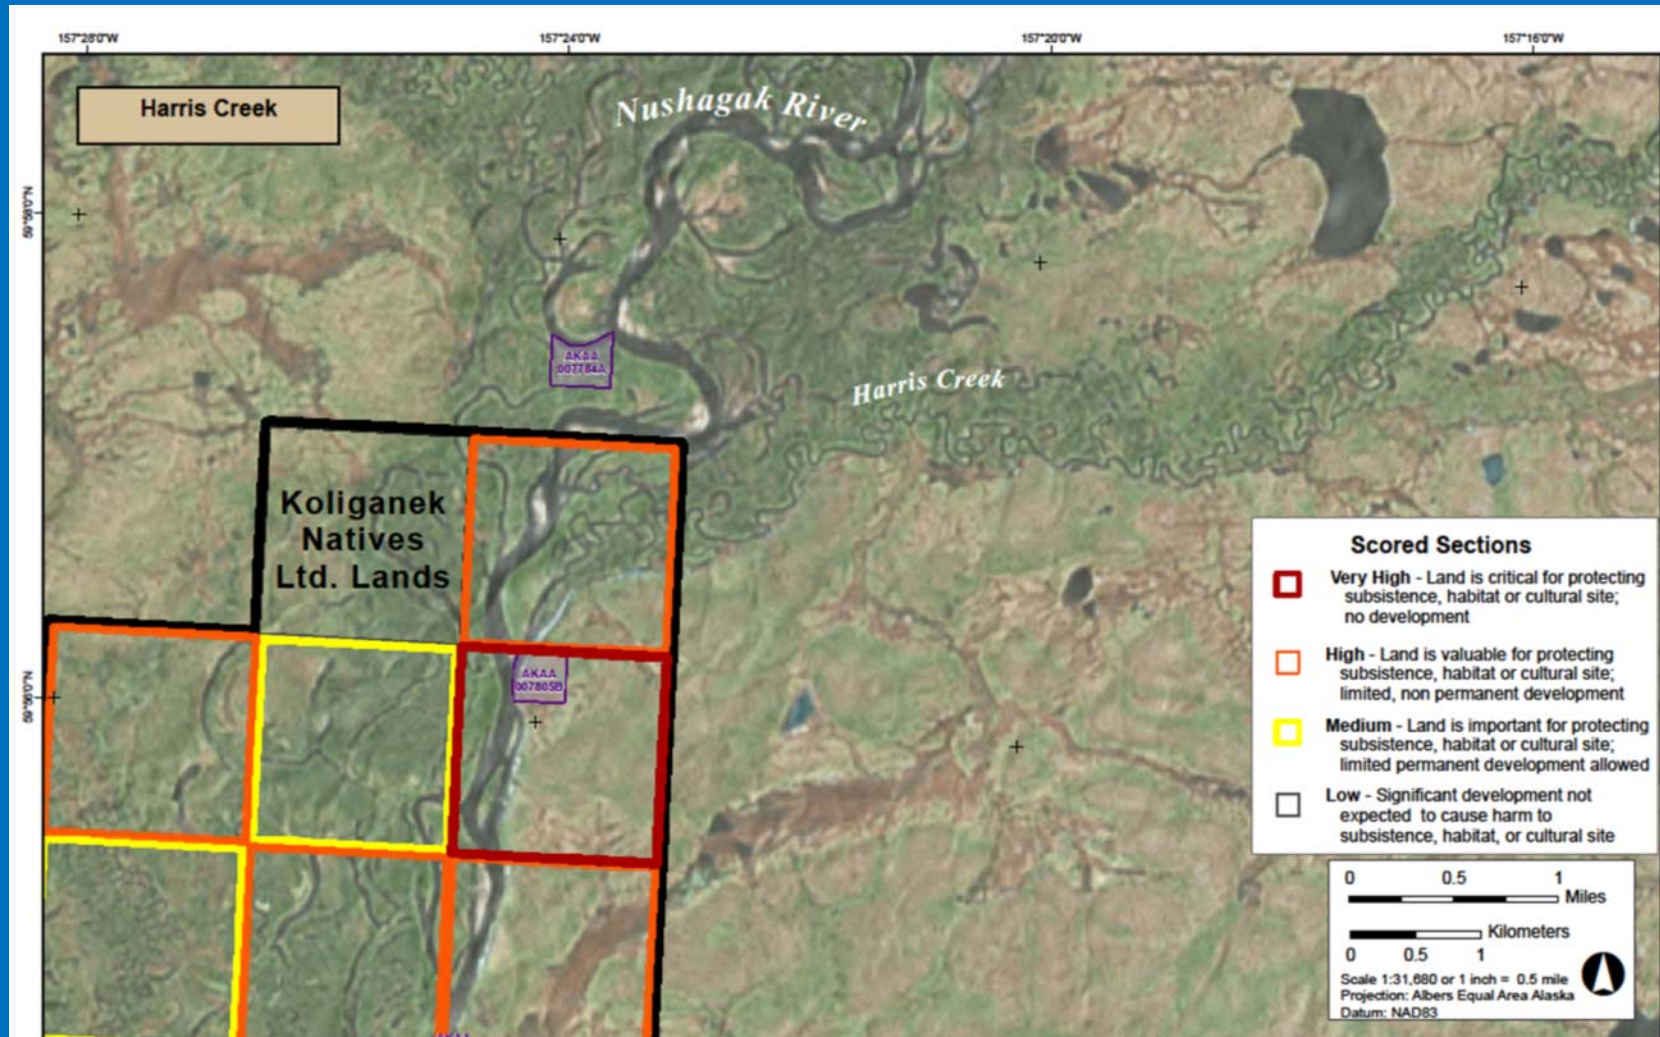 157°28'0"W
157°24'0"W
157°20'0"W
157°16'0"W
Harris Creek
Nushagak River
59°58'0"N
AKAA
007784A
Harris Creek
Koliganek
Natives
Ltd. Lands
AKAA
007805B
59°56'0"N
Scored Sections
Very High - Land is critical for protecting
subsistence, habitat or cultural site;
no development
High - Land is valuable for protecting
subsistence, habitat or cultural site;
limited, non permanent development
Medium - Land is important for protecting
subsistence, habitat or cultural site;
limited permanent development allowed
Low - Significant development not
expected to cause harm to
subsistence, habitat, or cultural site
0 0.5 1
Miles
Kilometers
0 0.5 1
Scale 1:31,680 or 1 inch = 0.5 mile
Projection: Albers Equal Area Alaska
Datum: NAD83